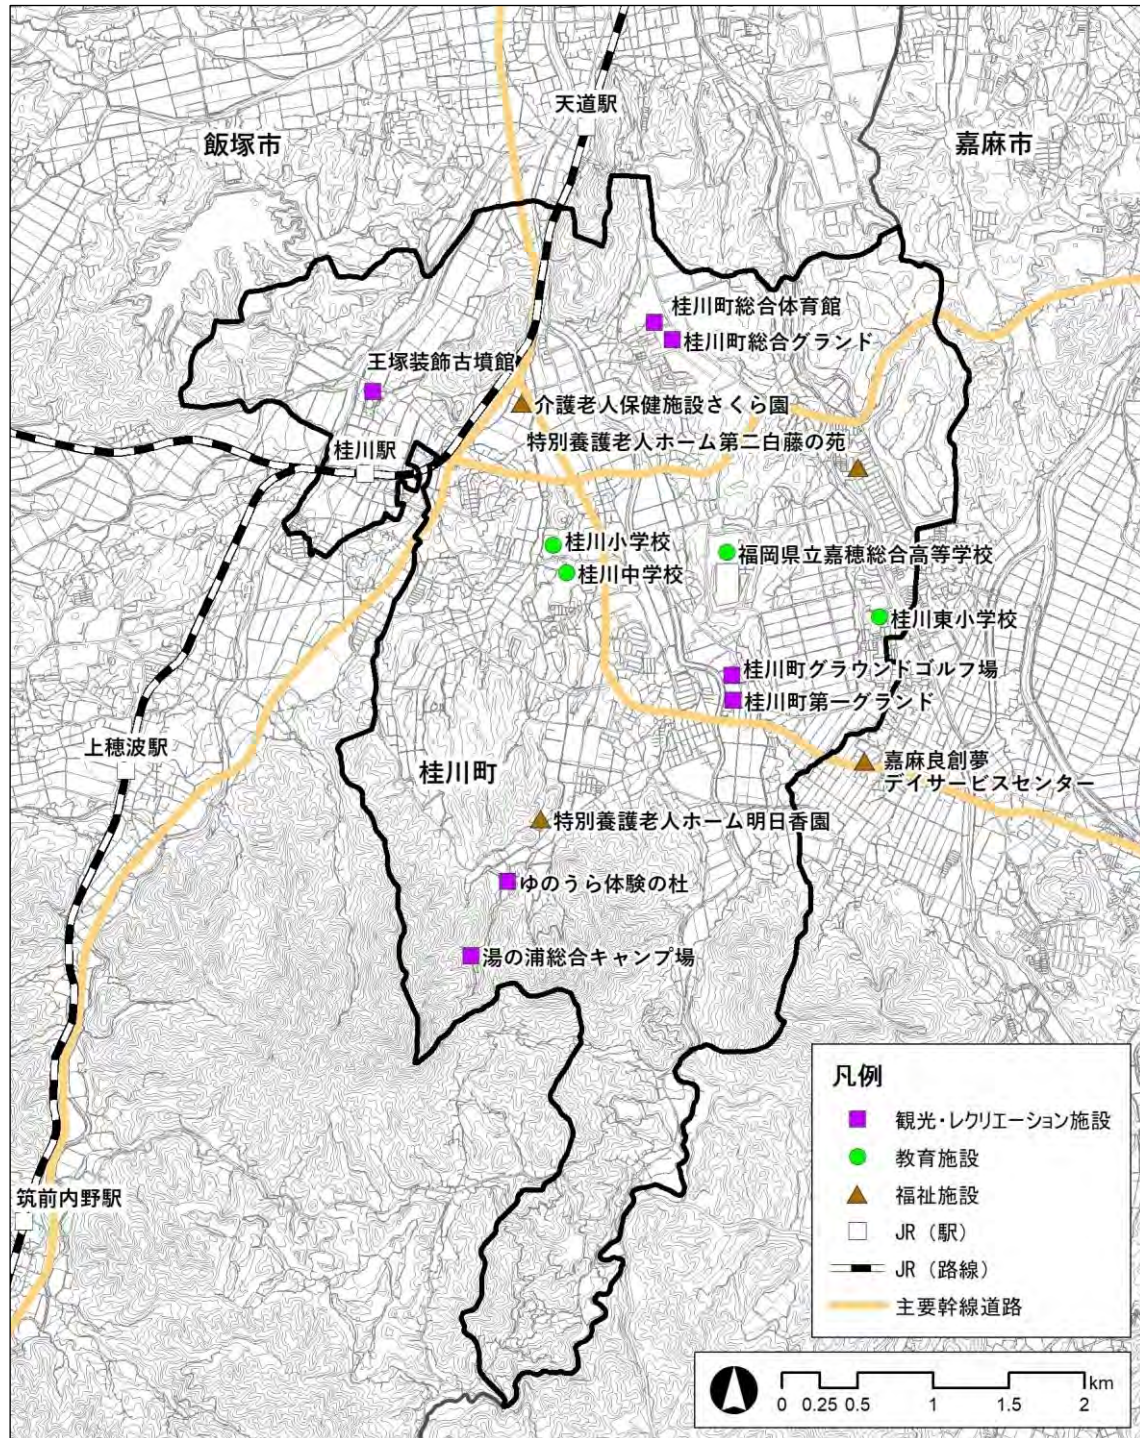 天道駅
飯塚市
嘉麻市
桂川町総合体育館
桂川町総合グランド
王塚装飾古墳館
介護老人保健施設さくら園
特別養護老人ホーム第二白藤の苑
桂川駅
桂川小学校
福岡県立嘉穂総合高等学校
桂川中学校
桂川東小学校
桂川町グラウンドゴルフ場
桂川町第一グランド
上穂波駅
桂川町
嘉麻良創夢
デイサービスセンター
特別養護老人ホーム明日香園
ゆのうら体験の杜
湯の浦総合キャンプ場
筑前内野駅
凡例
観光・レクリエーション施設
教育施設
福祉施設
JR（駅）
JR（路線）
主要幹線道路
km
0 0.25 0.5 1 1.5 2